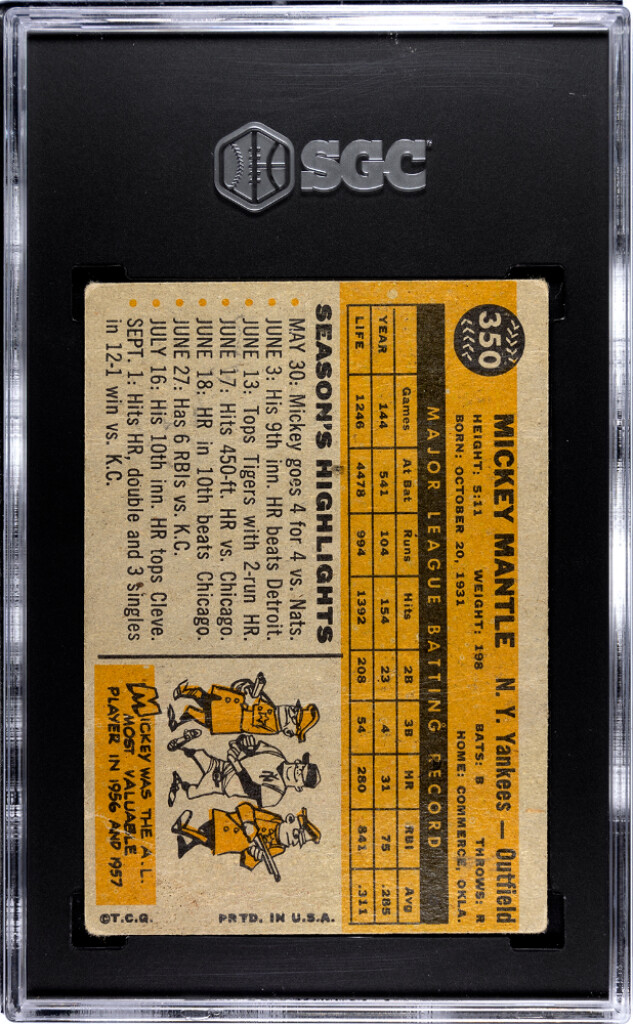 SGC
350
MICKEY MANTLE N. Y. Yankees — Outfield
HEIGHT: 5:11 WEIGHT: 198 BATS: B THROWS: R
BORN: OCTOBER 20, 1931 HOME: COMMERCE, OKLA.
MAJOR LEAGUE BATTING RECORD
Games At Bat Runs Hits 2B 3B HR RBI Avg
YEAR 144 541 104 154 23 4 31 75 .285
LIFE 1246 4478 994 1392 208 54 280 841 .311
SEASON'S HIGHLIGHTS
MAY 30: Mickey goes 4 for 4 vs. Nats.
JUNE 3: His 9th inn. HR beats Detroit.
JUNE 13: Tops Tigers with 2-run HR.
JUNE 17: Hits 450-ft. HR vs. Chicago.
JUNE 18: HR in 10th beats Chicago.
JUNE 27: Has 6 RBIs vs. K.C.
JULY 16: His 10th inn. HR tops Cleve.
SEPT. 1: Hits HR, double and 3 singles
in 12-1 win vs. K.C.
NY
MICKEY WAS THE A.L.
MOST VALUABLE
PLAYER IN 1956 AND 1957
©T.C.G. PRTD. IN U.S.A.